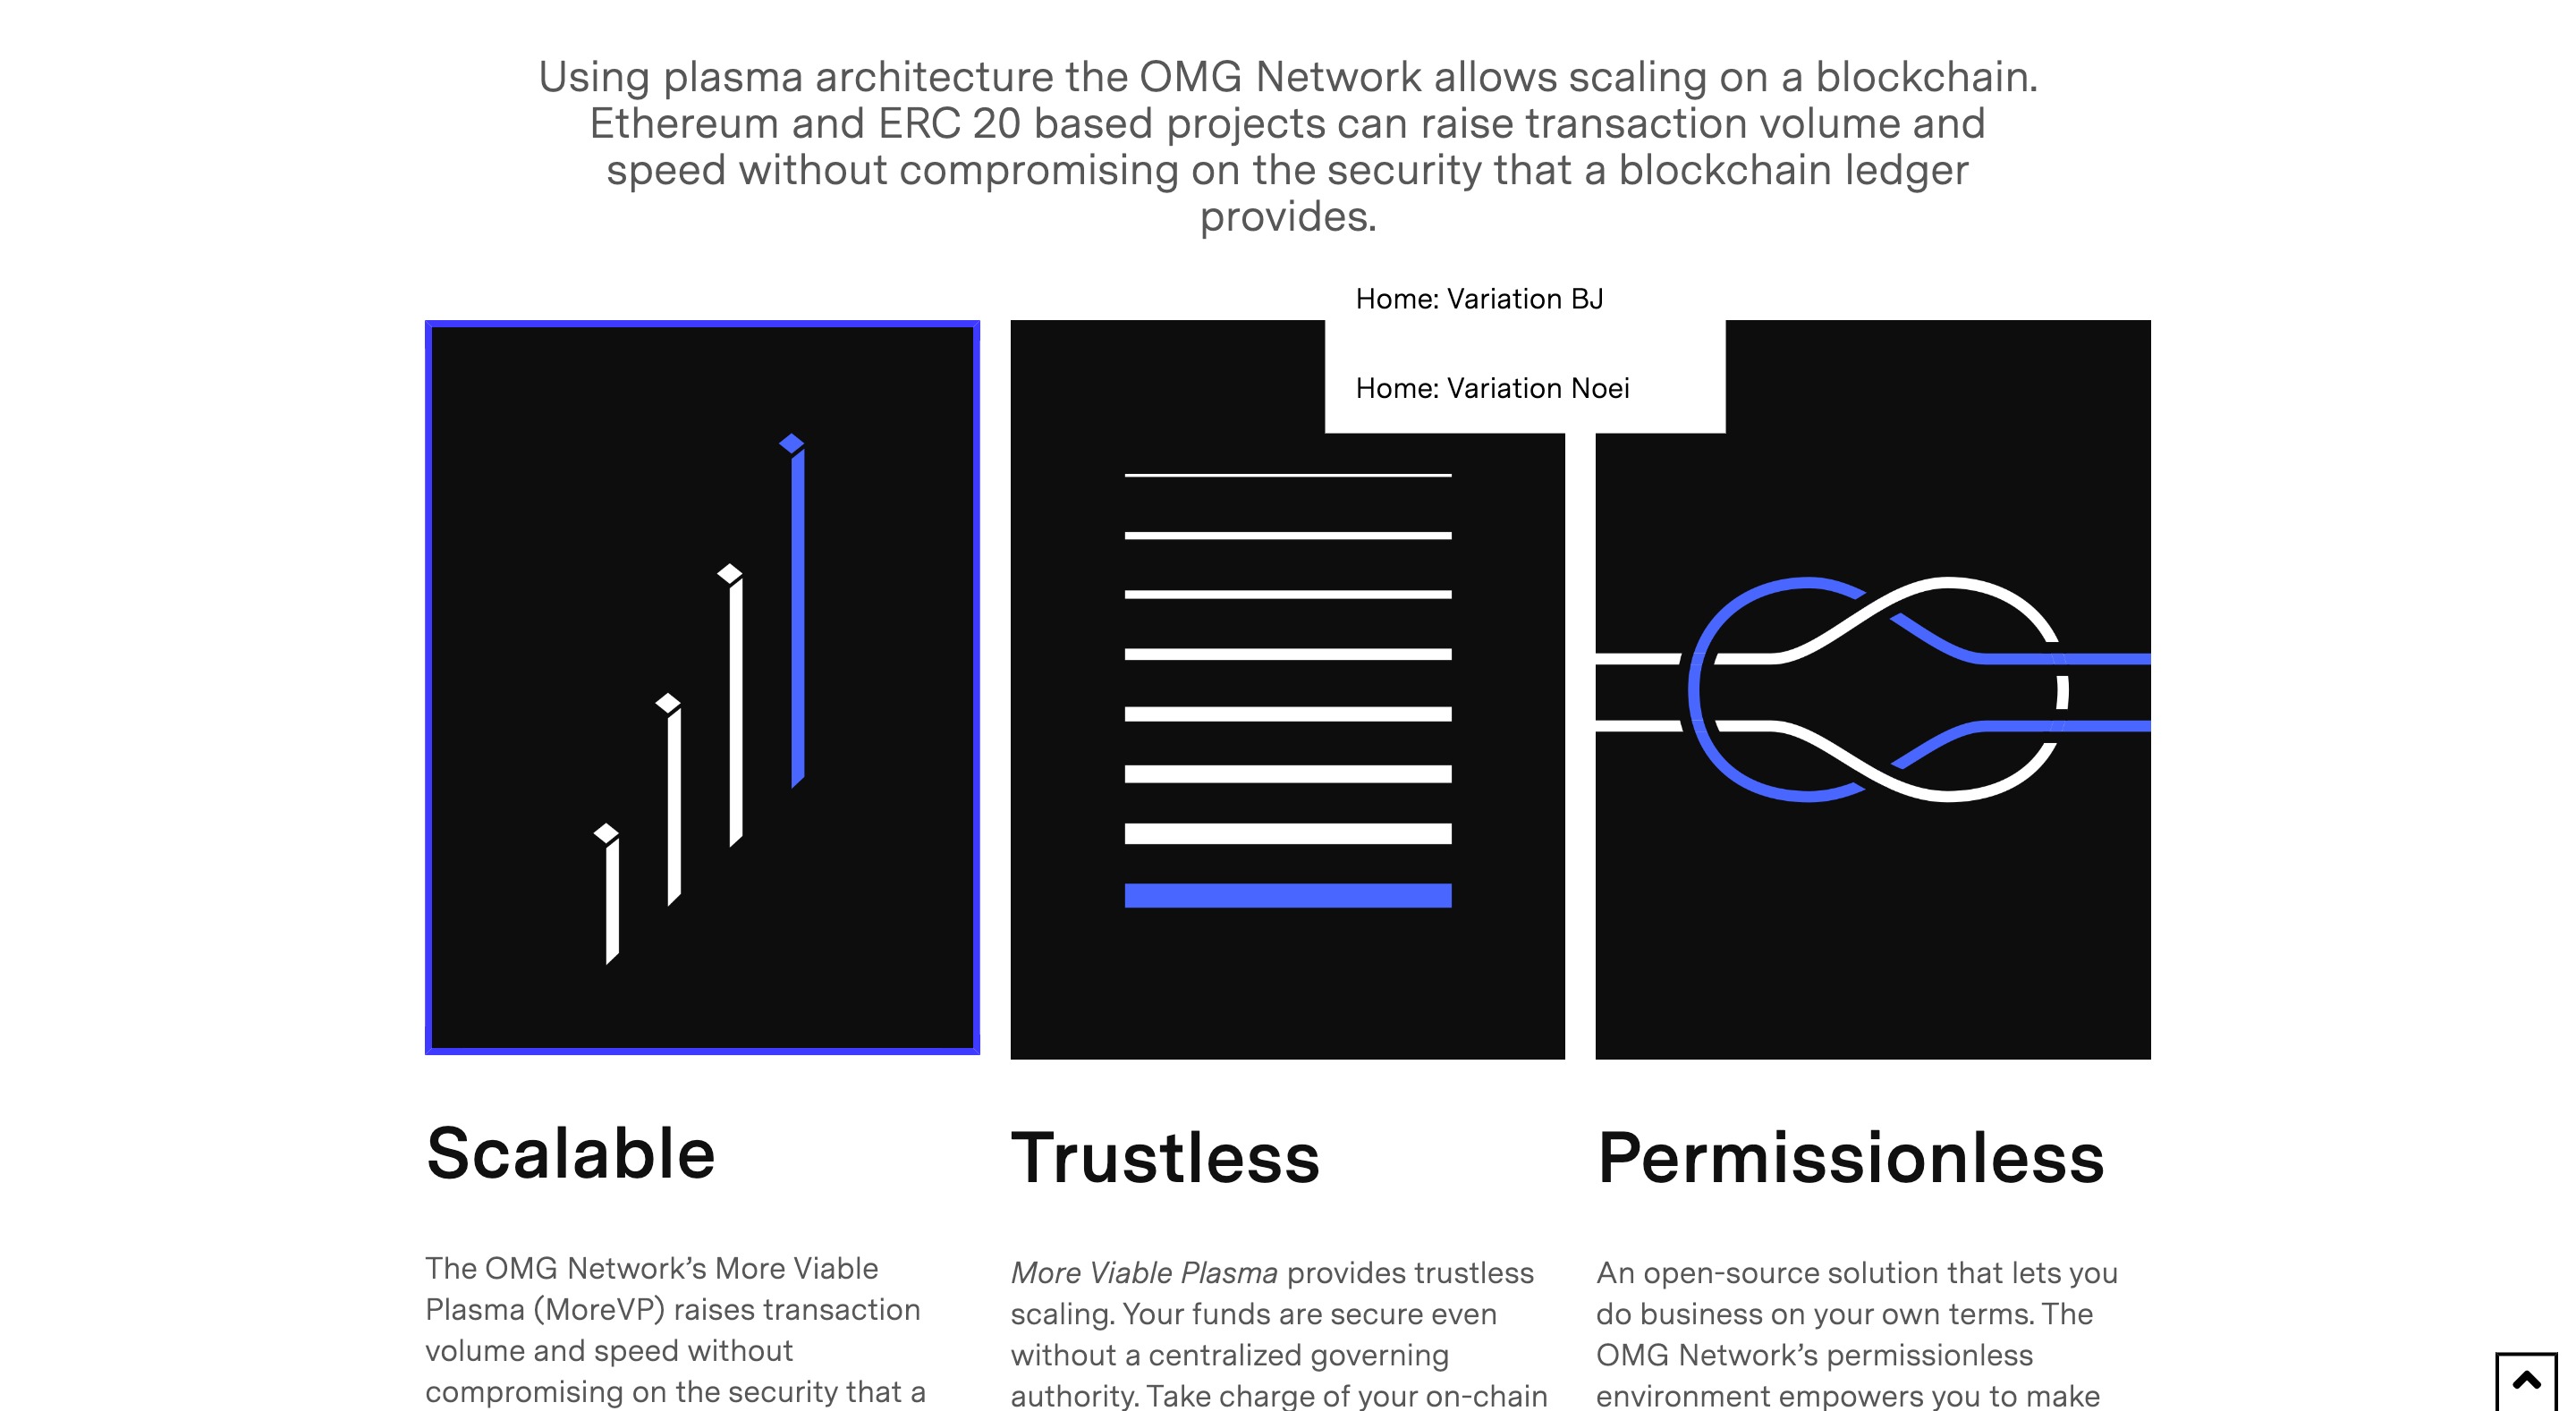 Using plasma architecture the OMG Network allows scaling on a blockchain.
Ethereum and ERC 20 based projects can raise transaction volume and
speed without compromising on the security that a blockchain ledger
provides.
Home: Variation BJ
Home: Variation Noei
Scalable
The OMG Network’s More Viable
Plasma (MoreVP) raises transaction
volume and speed without
compromising on the security that a
Trustless
More Viable Plasma provides trustless
scaling. Your funds are secure even
without a centralized governing
authority. Take charge of your on-chain
Permissionless
An open-source solution that lets you
do business on your own terms. The
OMG Network’s permissionless
environment empowers you to make